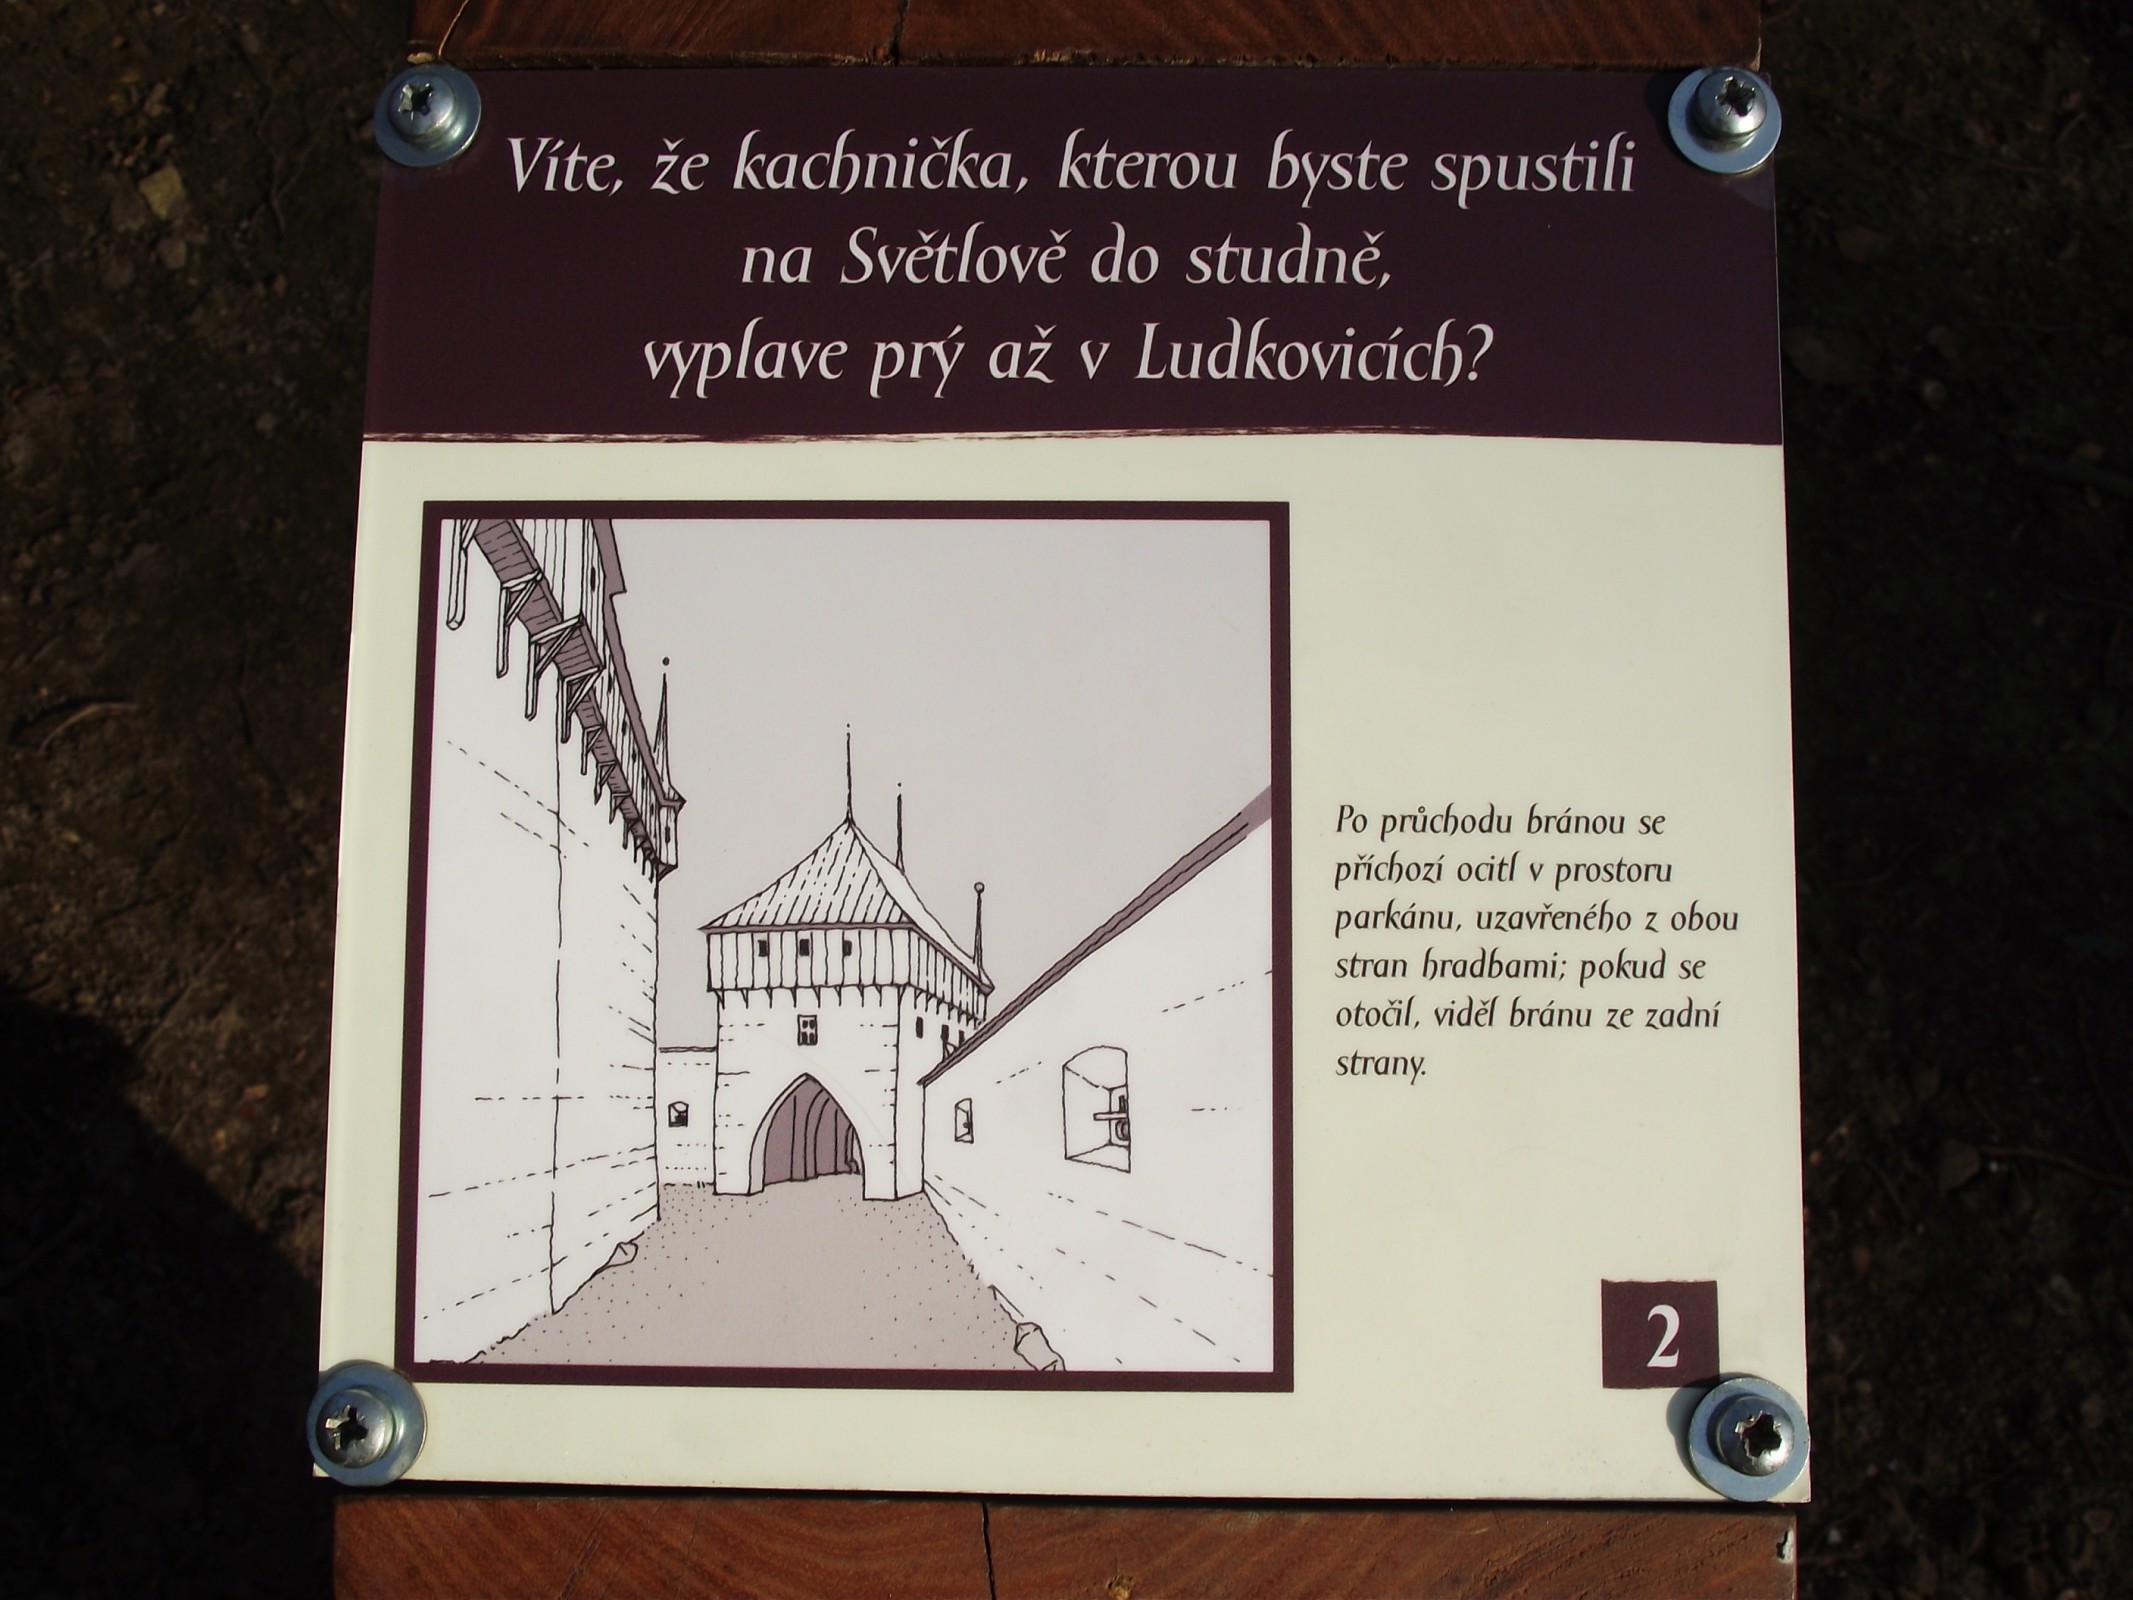 Víte, že kachnička, kterou byste spustili
na Světlově do studně,
vyplave prý až v Ludkovicích?
Po průchodu bránou se
příchozí ocitl v prostoru
parkánu, uzavřeného z obou
stran hradbami; pokud se
otočil, viděl bránu ze zadní
strany.
2